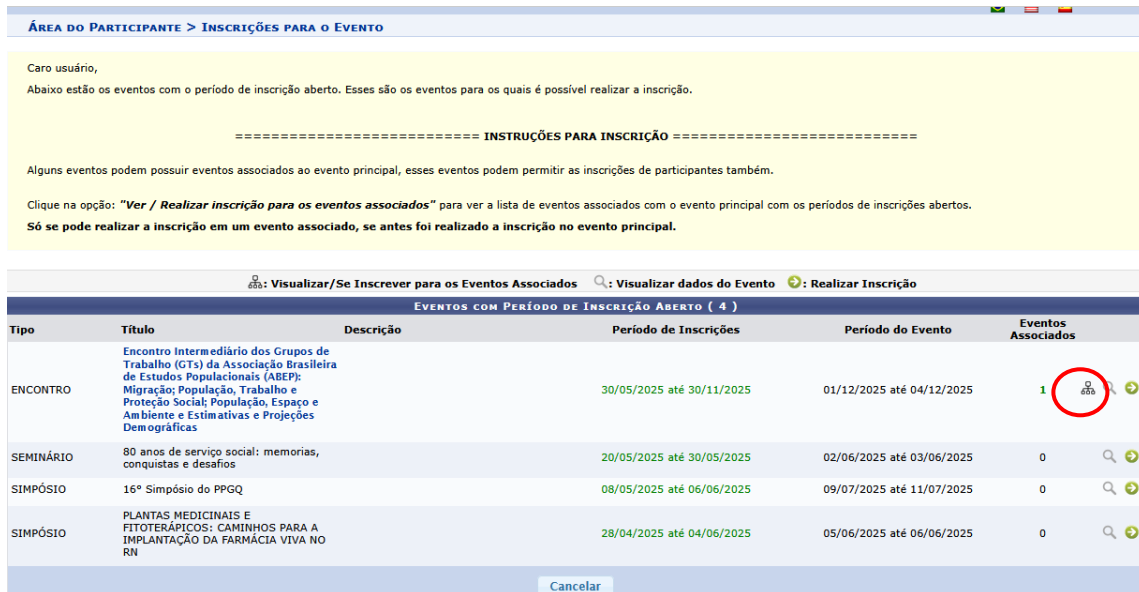 Área do Participante > Inscrições para o Evento
Caro usuário,
Abaixo estão os eventos com o período de inscrição aberto. Esses são os eventos para os quais é possível realizar a inscrição.
=========================== INSTRUÇÕES PARA INSCRIÇÃO ===========================
Alguns eventos podem possuir eventos associados ao evento principal, esses eventos podem permitir as inscrições de participantes também.
Clique na opção: "Ver / Realizar inscrição para os eventos associados" para ver a lista de eventos associados com o evento principal com os períodos de inscrições abertos.
Só se pode realizar a inscrição em um evento associado, se antes foi realizado a inscrição no evento principal.
: Visualizar/Se Inscrever para os Eventos Associados : Visualizar dados do Evento : Realizar Inscrição
Eventos com Período de Inscrição Aberto ( 4 )
Tipo Título Descrição Período de Inscrições Período do Evento Eventos
Associados
Encontro Intermediário dos Grupos de
Trabalho (GTs) da Associação Brasileira
de Estudos Populacionais (ABEP):
ENCONTRO Migração; População, Trabalho e 30/05/2025 até 30/11/2025 01/12/2025 até 04/12/2025 1
Proteção Social; População, Espaço e
Ambiente e Estimativas e Projeções
Demográficas
SEMINÁRIO 80 anos de serviço social: memorias, 20/05/2025 até 30/05/2025 02/06/2025 até 03/06/2025 0
conquistas e desafios
SIMPÓSIO 16º Simpósio do PPGQ 08/05/2025 até 06/06/2025 09/07/2025 até 11/07/2025 0
PLANTAS MEDICINAIS E
SIMPÓSIO FITOTERÁPICOS: CAMINHOS PARA A 28/04/2025 até 04/06/2025 05/06/2025 até 06/06/2025 0
IMPLANTAÇÃO DA FARMÁCIA VIVA NO
RN
Cancelar